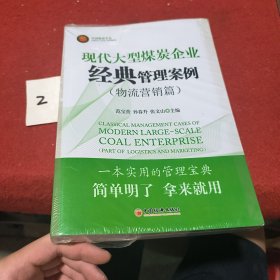 2
现代大型煤炭企业
经典管理案例
（物流营销篇）
CLASSICAL MANAGEMENT CASES OF
MODERN LARGE-SCALE
COAL ENTERPRISE
(PART OF LOGISTICS AND MARKETING)
一本实用的管理宝典
简单明了 拿来就用